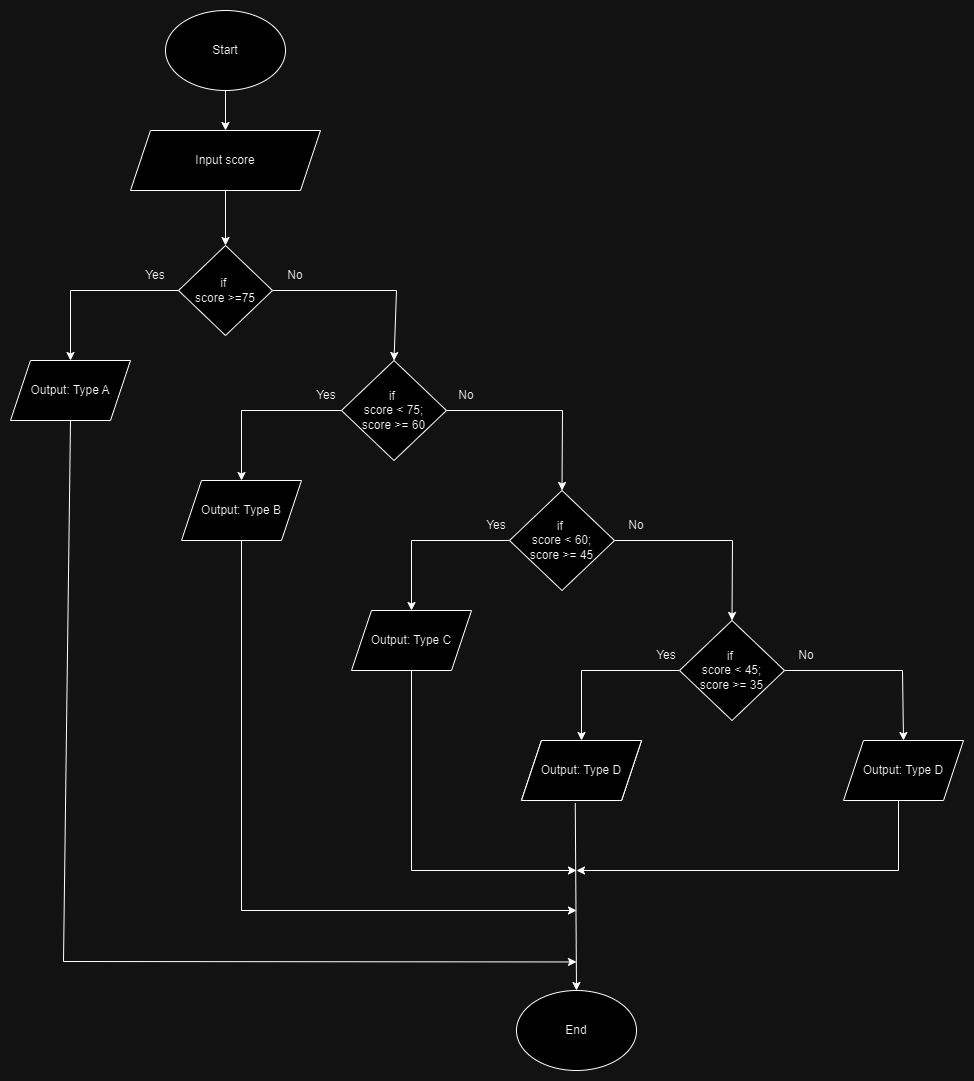 Start
Input score
Yes
No
if
score >=75
Output: Type A
Yes
No
if
score < 75;
score >= 60
Output: Type B
Yes
No
if
score < 60;
score >= 45
Output: Type C
Yes
No
if
score < 45;
score >= 35
Output: Type D
Output: Type D
End